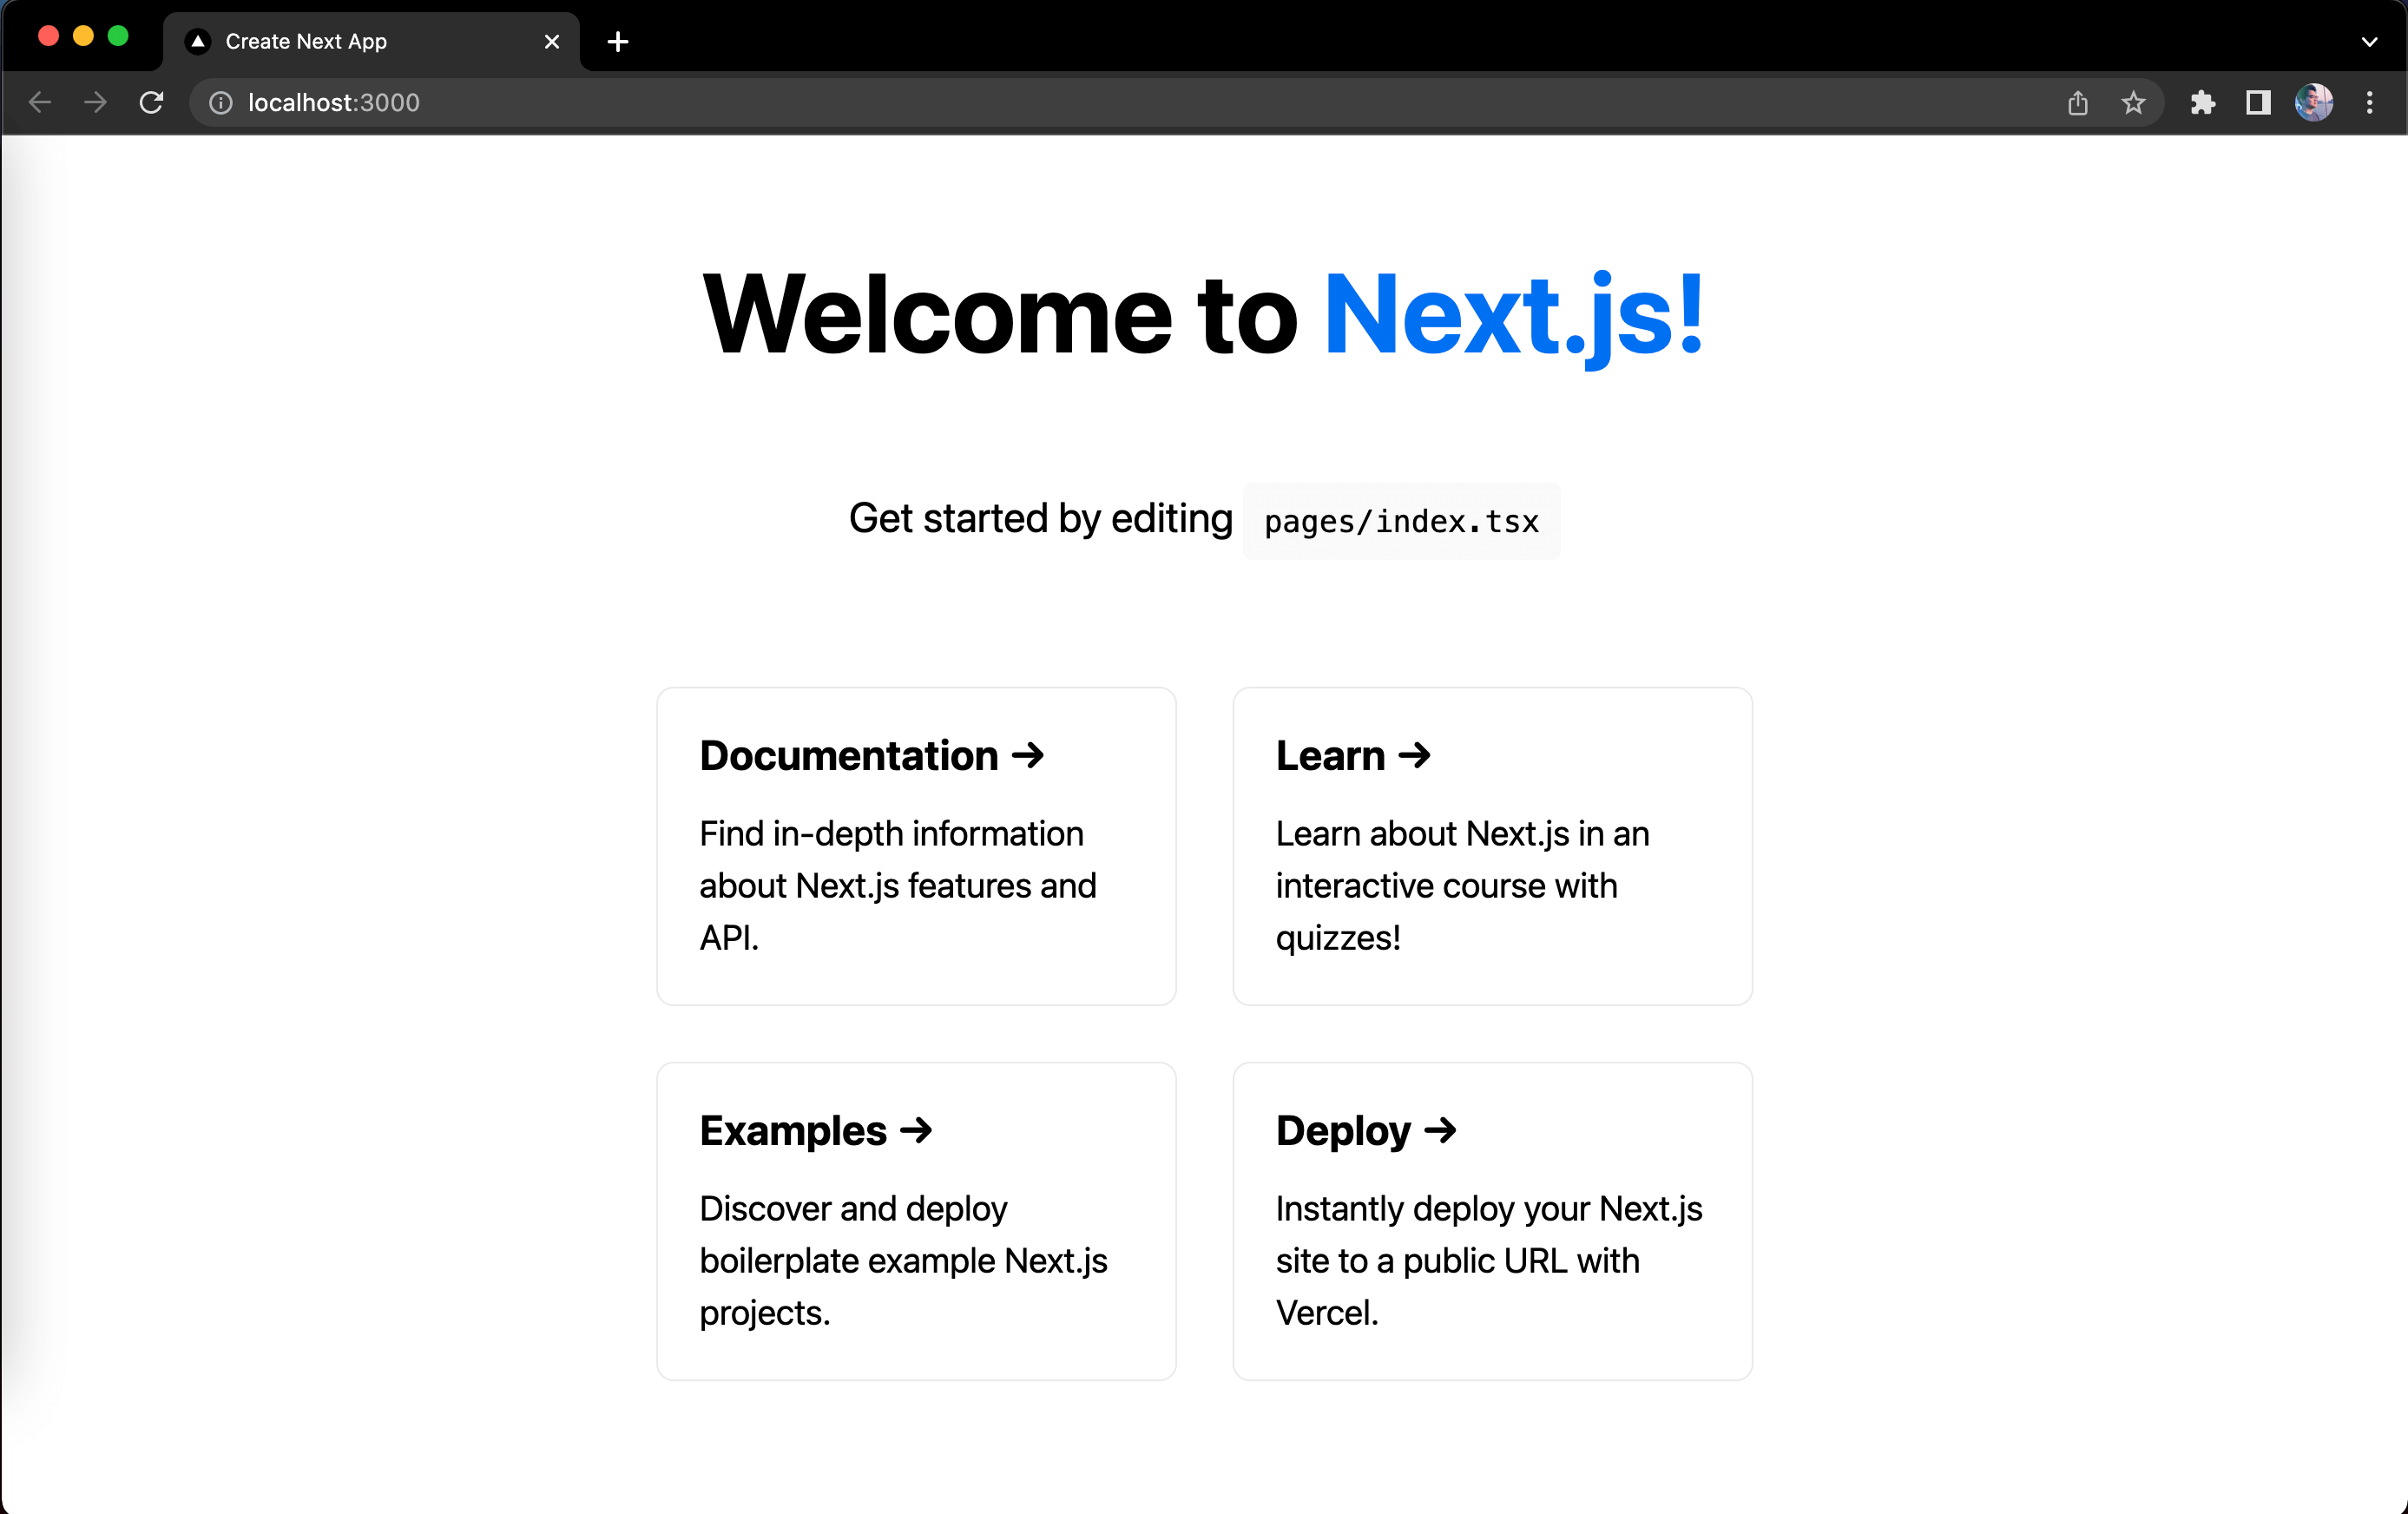 Create Next App
localhost:3000
Welcome to Next.js!
Get started by editing pages/index.tsx
Documentation →
Find in-depth information
about Next.js features and
API.
Learn →
Learn about Next.js in an
interactive course with
quizzes!
Examples →
Discover and deploy
boilerplate example Next.js
projects.
Deploy →
Instantly deploy your Next.js
site to a public URL with
Vercel.